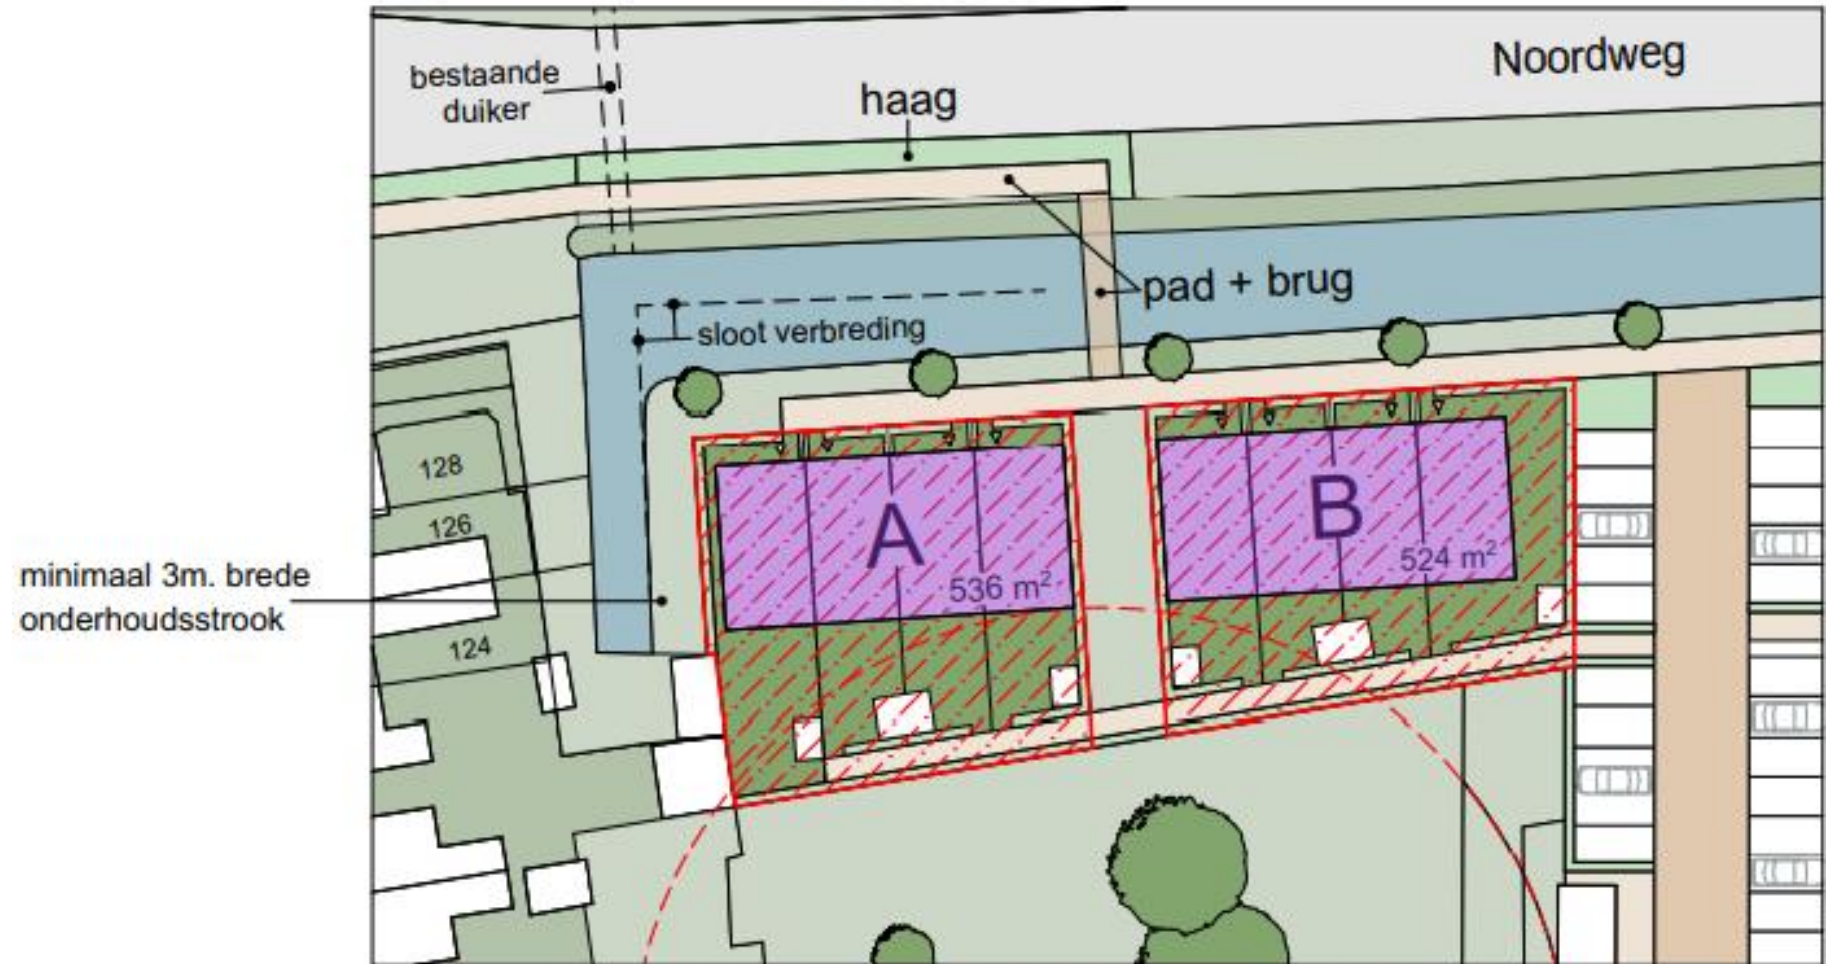 Noordweg
bestaande
duiker
haag
pad + brug
sloot verbreding
128
126
124
A
536 m²
B
524 m²
minimaal 3m. brede
onderhoudsstrook